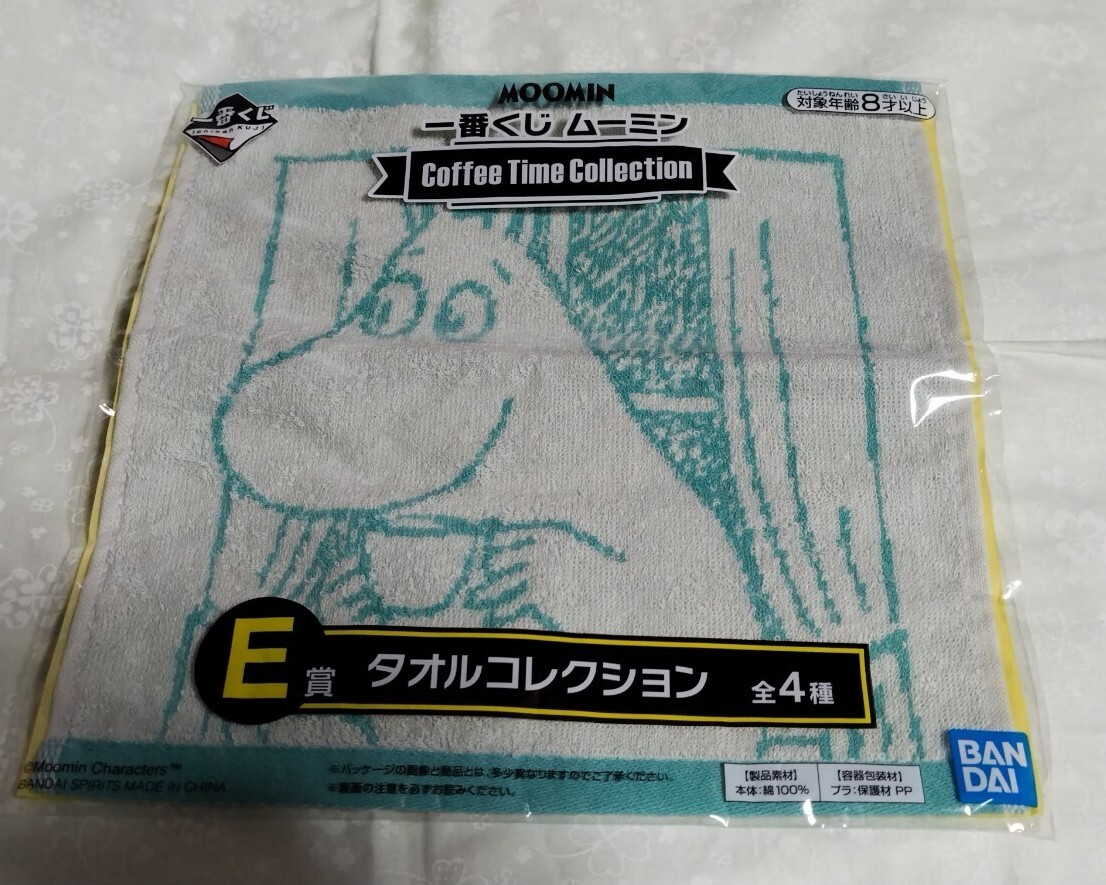 一番くじ
ICHIBAN KUJI
MOOMIN
一番くじ ムーミン
Coffee Time Collection
たいしょうねんれい さいいじょう
対象年齢8才以上
E賞 タオルコレクション 全4種
©Moomin Characters™
BANDAI SPIRITS MADE IN CHINA
※パッケージの画像と商品とは、多少異なりますのでご了承ください。
※裏面の注意を必ずお読みください。
【製品素材】
本体:綿100%
【容器包装材】
プラ:保護材 PP
BAN
DAI